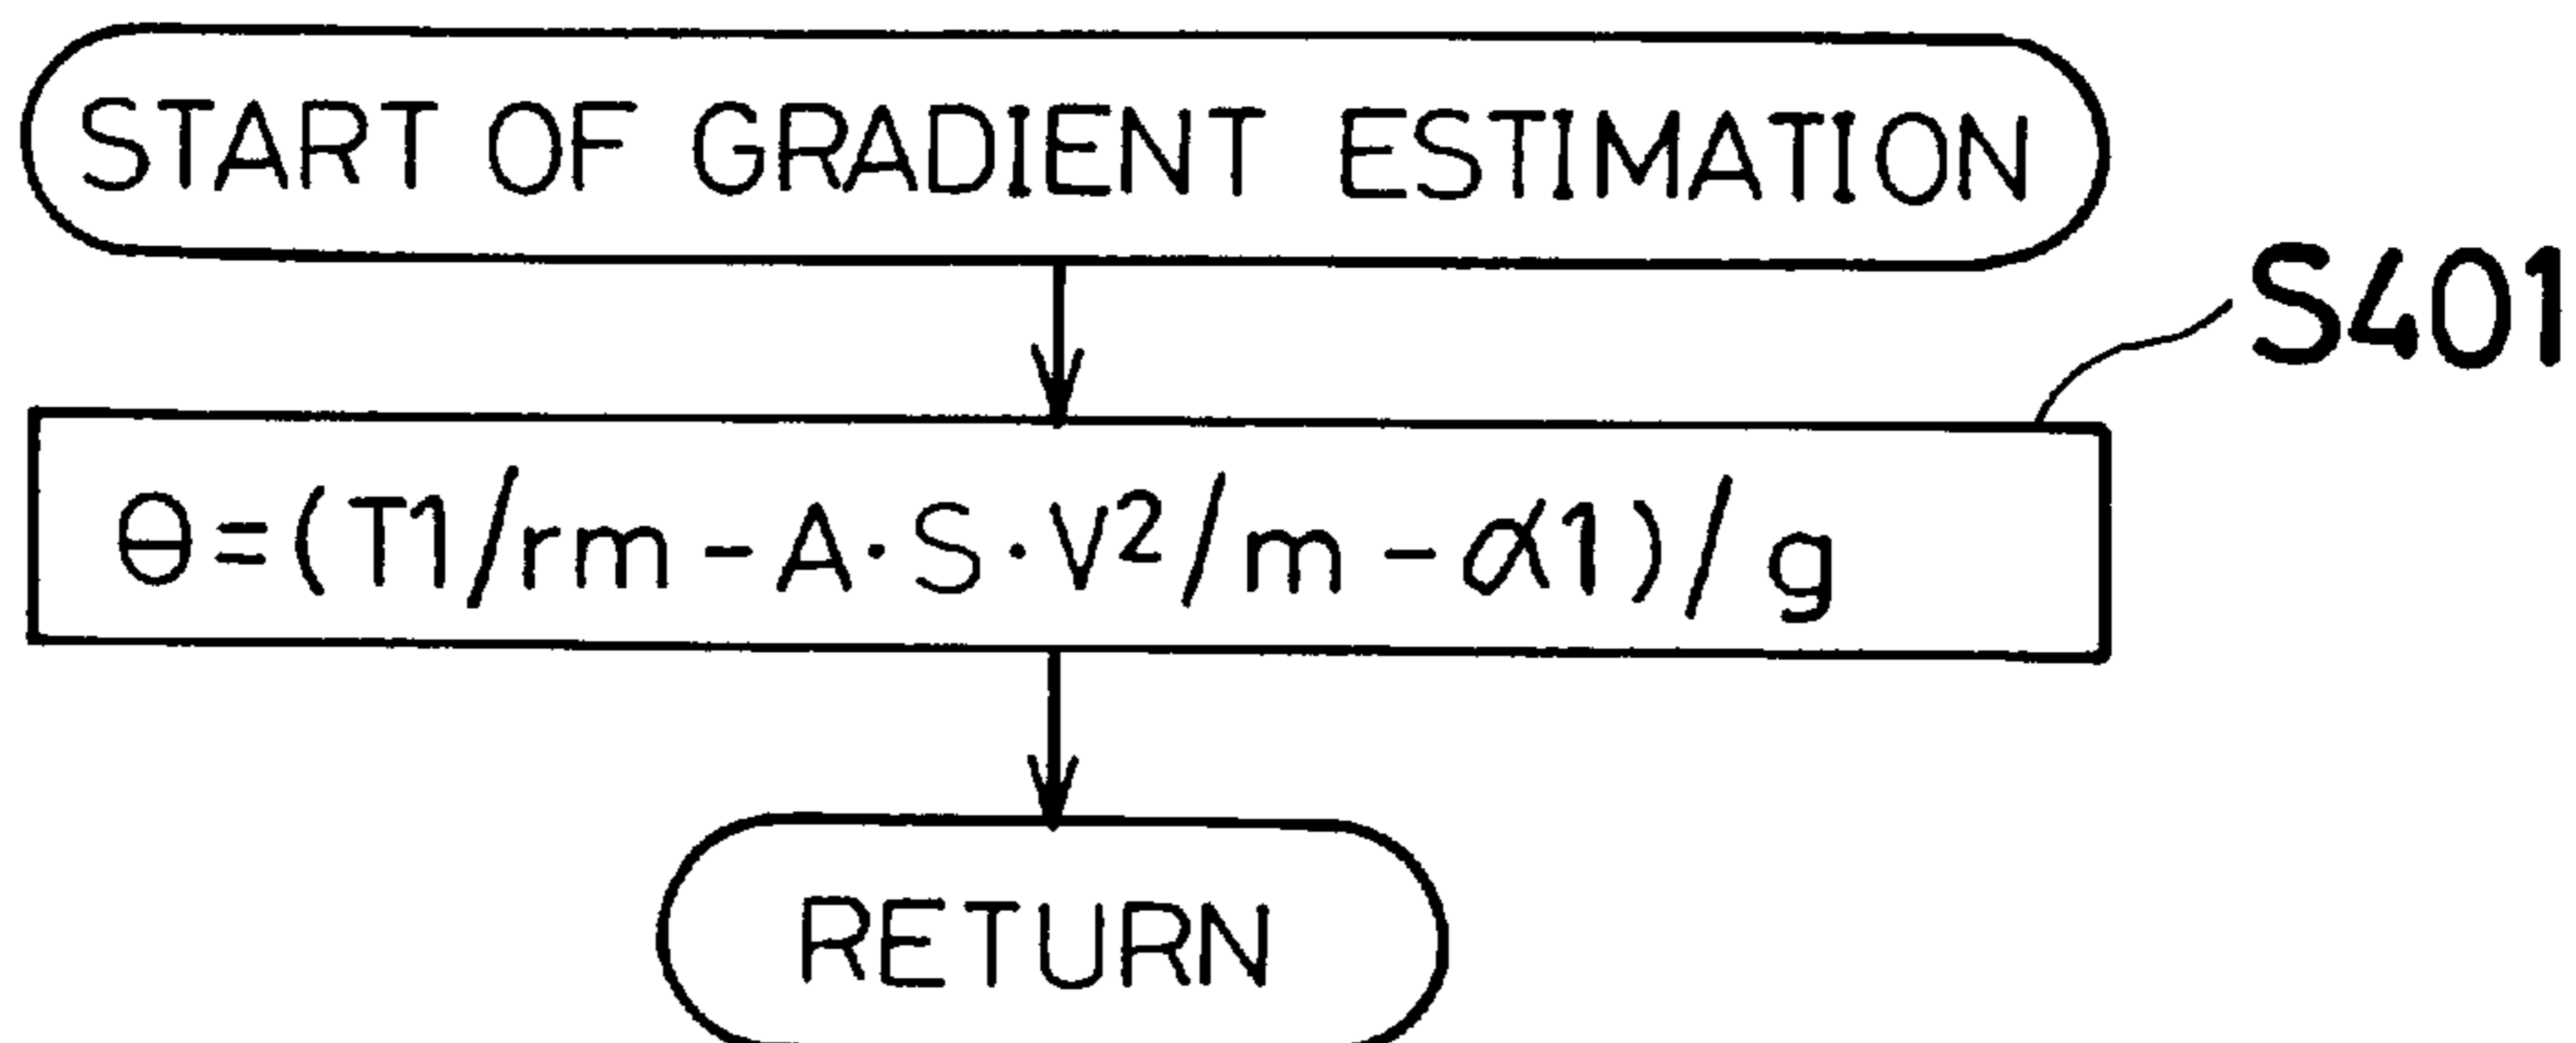 START OF GRADIENT ESTIMATION
S401
θ=(T1/rm-A·S·V²/m-α1)/g
RETURN